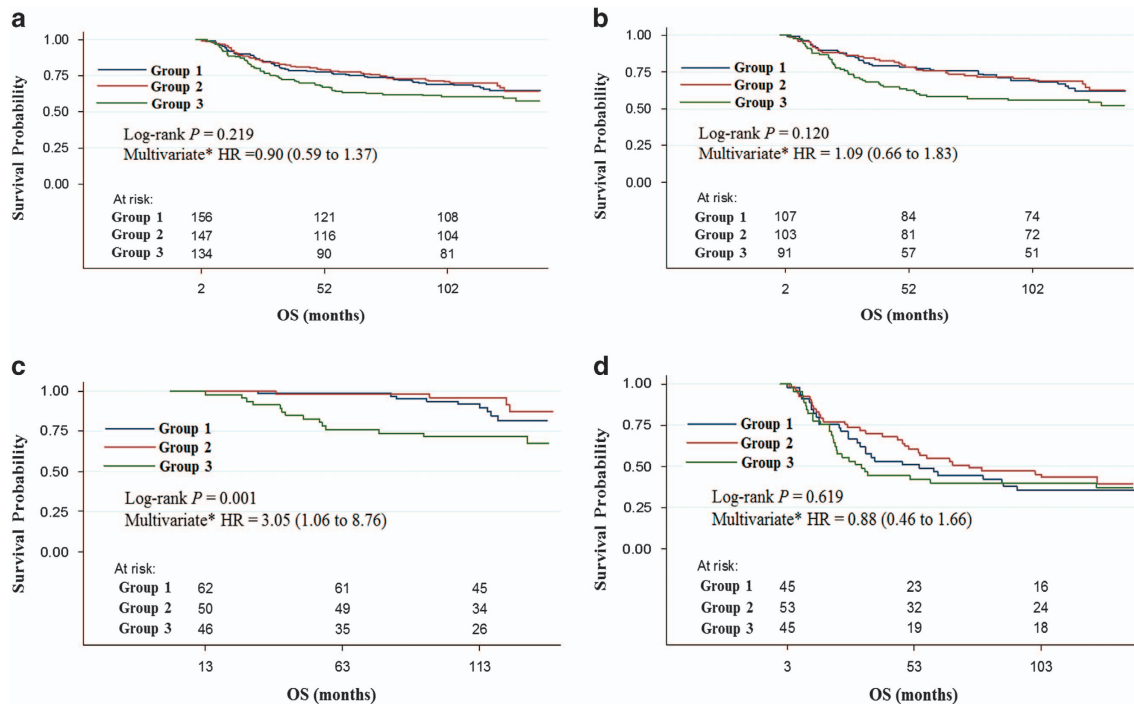 a
Survival Probability
1.00
0.75
0.50
0.25
0.00
Group 1
Group 2
Group 3
Log-rank P = 0.219
Multivariate* HR =0.90 (0.59 to 1.37)
At risk:
Group 1 156 121 108
Group 2 147 116 104
Group 3 134 90 81
2 52 102
OS (months)
b
Survival Probability
1.00
0.75
0.50
0.25
0.00
Group 1
Group 2
Group 3
Log-rank P = 0.120
Multivariate* HR = 1.09 (0.66 to 1.83)
At risk:
Group 1 107 84 74
Group 2 103 81 72
Group 3 91 57 51
2 52 102
OS (months)
c
Survival Probability
1.00
0.75
0.50
0.25
0.00
Group 1
Group 2
Group 3
Log-rank P = 0.001
Multivariate* HR = 3.05 (1.06 to 8.76)
At risk:
Group 1 62 61 45
Group 2 50 49 34
Group 3 46 35 26
13 63 113
OS (months)
d
Survival Probability
1.00
0.75
0.50
0.25
0.00
Group 1
Group 2
Group 3
Log-rank P = 0.619
Multivariate* HR = 0.88 (0.46 to 1.66)
At risk:
Group 1 45 23 16
Group 2 53 32 24
Group 3 45 19 18
3 53 103
OS (months)